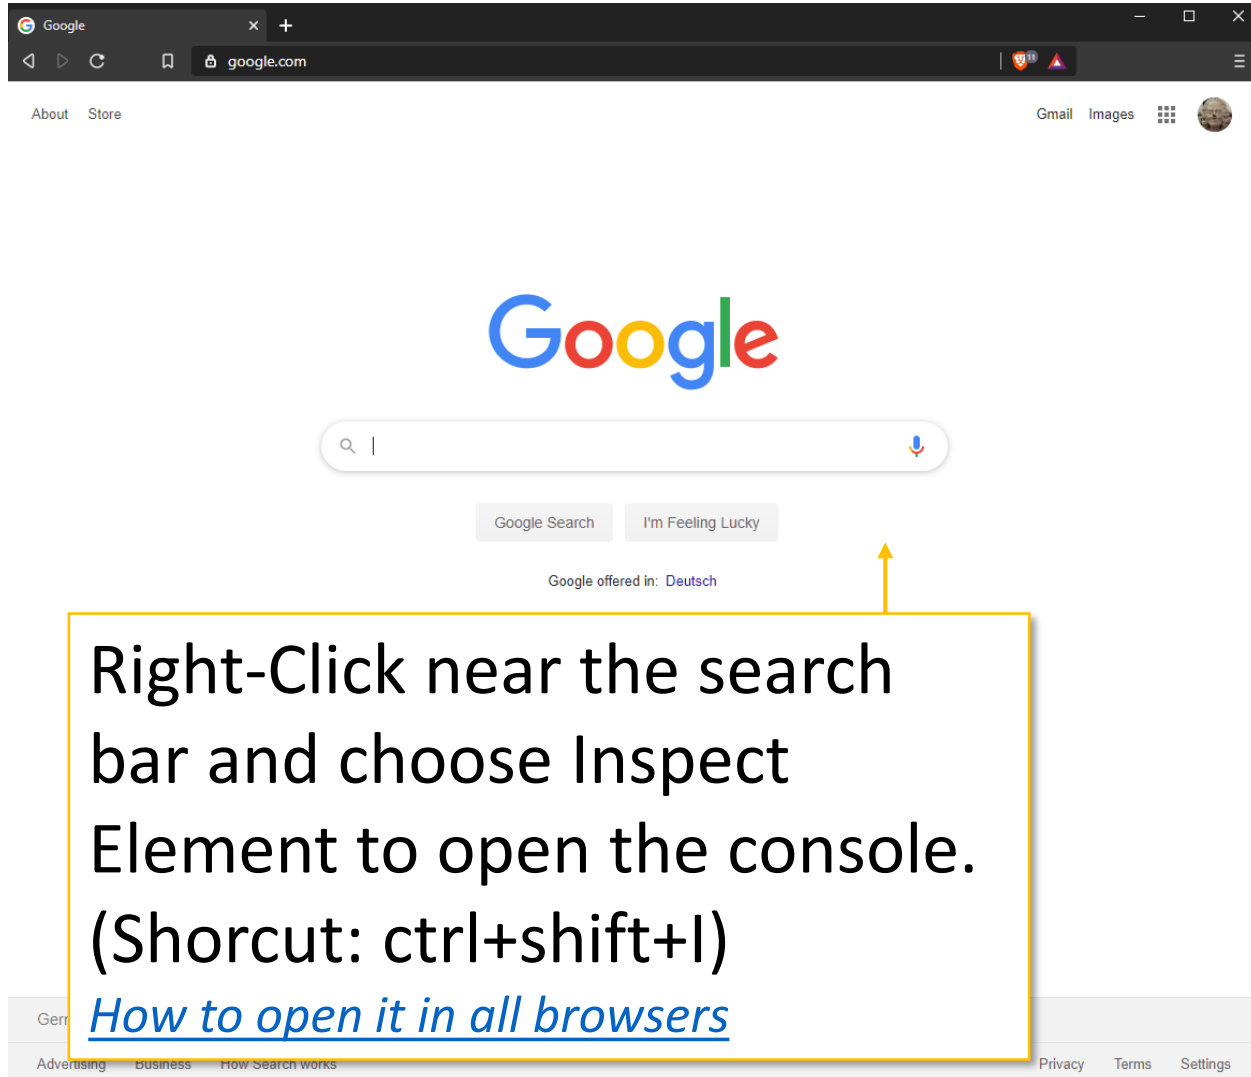 Google
google.com
11
About Store
Gmail Images
Google
Google Search I'm Feeling Lucky
Google offered in: Deutsch
Right-Click near the search
bar and choose Inspect
Element to open the console.
(Shorcut: ctrl+shift+I)
How to open it in all browsers
Advertising Business How Search works
Privacy Terms Settings